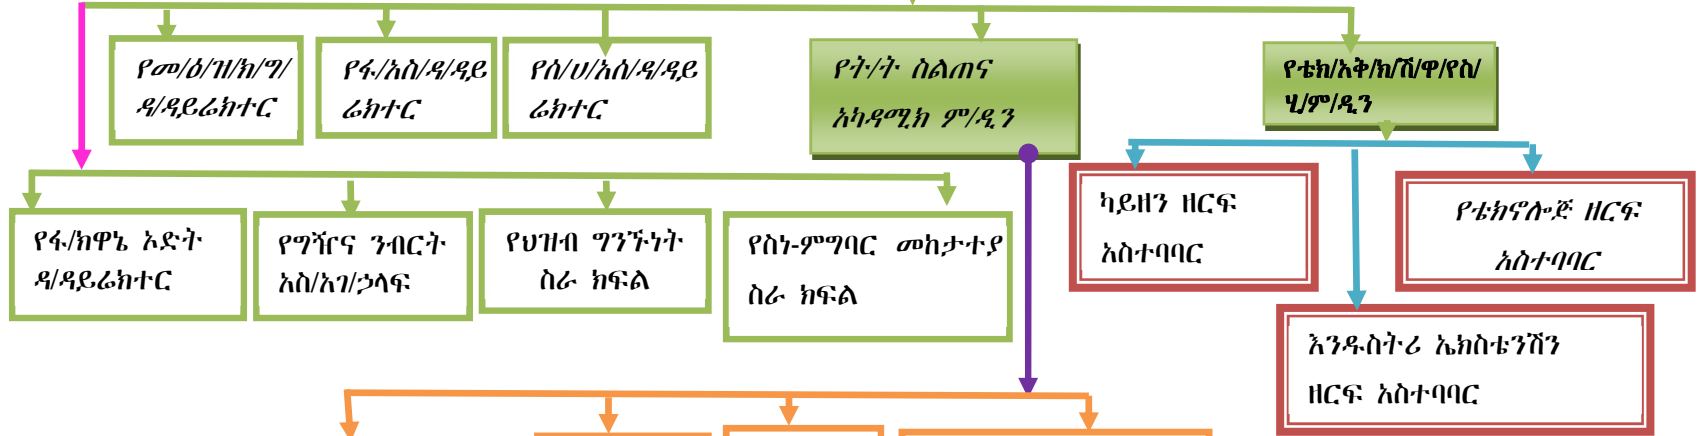 የመ/ዕ/ዝ/ክ/ግ/
ዳ/ዳይሬክተር
የፋ/አስ/ዳ/ዳይ
ሬክተር
የስ/ሀ/አስ/ዳ/ዳይ
ሬክተር
የት/ት ስልጠና
አካዳሚክ ም/ዲን
የቴክ/አቅ/ክ/ሽ/ዋ/የስ/
ሂ/ም/ዲን
የፋ/ክዋኔ ኦድት
ዳ/ዳይሬክተር
የግዥና ንብርት
አስ/አገ/ኃላፍ
የህዝብ ግንኙነት
ስራ ክፍል
የስነ-ምግባር መከታተያ
ስራ ክፍል
ካይዘን ዘርፍ
አስተባባር
የቴክኖሎጅ ዘርፍ
አስተባባር
እንዱስትሪ ኤክስቴንሽን
ዘርፍ አስተባባር